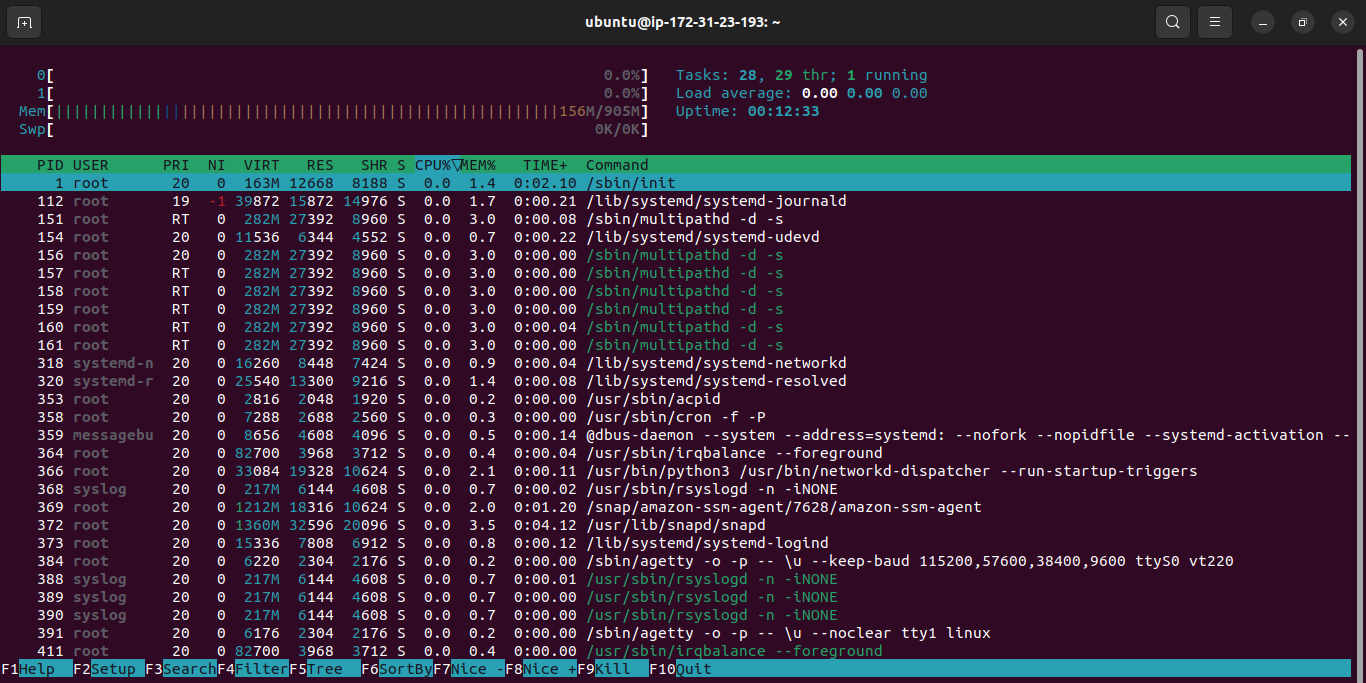 ubuntu@ip-172-31-23-193: ~
0[ 0.0%] Tasks: 28, 29 thr; 1 running
1[ 0.0%] Load average: 0.00 0.00 0.00
Mem[||||||||||||||||||||||||||||||||||||||||||||||||||||||||156M/905M] Uptime: 00:12:33
Swp[ 0K/0K]
PID USER PRI NI VIRT RES SHR S CPU%▽MEM% TIME+ Command
1 root 20 0 163M 12668 8188 S 0.0 1.4 0:02.10 /sbin/init
112 root 19 -1 39872 15872 14976 S 0.0 1.7 0:00.21 /lib/systemd/systemd-journald
151 root RT 0 282M 27392 8960 S 0.0 3.0 0:00.08 /sbin/multipathd -d -s
154 root 20 0 11536 6344 4552 S 0.0 0.7 0:00.22 /lib/systemd/systemd-udevd
156 root 20 0 282M 27392 8960 S 0.0 3.0 0:00.00 /sbin/multipathd -d -s
157 root RT 0 282M 27392 8960 S 0.0 3.0 0:00.00 /sbin/multipathd -d -s
158 root RT 0 282M 27392 8960 S 0.0 3.0 0:00.00 /sbin/multipathd -d -s
159 root RT 0 282M 27392 8960 S 0.0 3.0 0:00.00 /sbin/multipathd -d -s
160 root RT 0 282M 27392 8960 S 0.0 3.0 0:00.04 /sbin/multipathd -d -s
161 root RT 0 282M 27392 8960 S 0.0 3.0 0:00.00 /sbin/multipathd -d -s
318 systemd-n 20 0 16260 8448 7424 S 0.0 0.9 0:00.04 /lib/systemd/systemd-networkd
320 systemd-r 20 0 25540 13300 9216 S 0.0 1.4 0:00.08 /lib/systemd/systemd-resolved
353 root 20 0 2816 2048 1920 S 0.0 0.2 0:00.00 /usr/sbin/acpid
358 root 20 0 7288 2688 2560 S 0.0 0.3 0:00.00 /usr/sbin/cron -f -P
359 messagebu 20 0 8656 4608 4096 S 0.0 0.5 0:00.14 @dbus-daemon --system --address=systemd: --nofork --nopidfile --systemd-activation --
364 root 20 0 82700 3968 3712 S 0.0 0.4 0:00.04 /usr/sbin/irqbalance --foreground
366 root 20 0 33084 19328 10624 S 0.0 2.1 0:00.11 /usr/bin/python3 /usr/bin/networkd-dispatcher --run-startup-triggers
368 syslog 20 0 217M 6144 4608 S 0.0 0.7 0:00.02 /usr/sbin/rsyslogd -n -iNONE
369 root 20 0 1212M 18316 10624 S 0.0 2.0 0:01.20 /snap/amazon-ssm-agent/7628/amazon-ssm-agent
372 root 20 0 1360M 32596 20096 S 0.0 3.5 0:04.12 /usr/lib/snapd/snapd
373 root 20 0 15336 7808 6912 S 0.0 0.8 0:00.12 /lib/systemd/systemd-logind
384 root 20 0 6220 2304 2176 S 0.0 0.2 0:00.00 /sbin/agetty -o -p -- \u --keep-baud 115200,57600,38400,9600 ttyS0 vt220
388 syslog 20 0 217M 6144 4608 S 0.0 0.7 0:00.01 /usr/sbin/rsyslogd -n -iNONE
389 syslog 20 0 217M 6144 4608 S 0.0 0.7 0:00.00 /usr/sbin/rsyslogd -n -iNONE
390 syslog 20 0 217M 6144 4608 S 0.0 0.7 0:00.00 /usr/sbin/rsyslogd -n -iNONE
391 root 20 0 6176 2304 2176 S 0.0 0.2 0:00.00 /sbin/agetty -o -p -- \u --noclear tty1 linux
411 root 20 0 82700 3968 3712 S 0.0 0.4 0:00.00 /usr/sbin/irqbalance --foreground
F1Help F2Setup F3SearchF4FilterF5Tree F6SortByF7Nice -F8Nice +F9Kill F10Quit